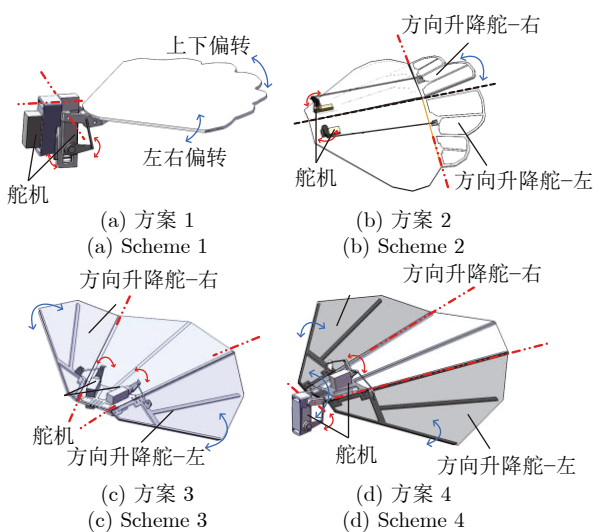 上下偏转
左右偏转
舵机
(a) 方案 1
(a) Scheme 1
方向升降舵-右
舵机
方向升降舵-左
(b) 方案 2
(b) Scheme 2
方向升降舵-右
舵机
方向升降舵-左
(c) 方案 3
(c) Scheme 3
方向升降舵-右
舵机
方向升降舵-左
(d) 方案 4
(d) Scheme 4